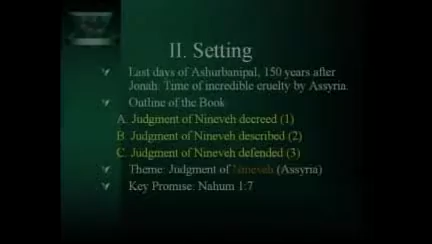 II. Setting
Last days of Ashurbanipal, 150 years after
Jonah: Time of incredible cruelty by Assyria.
Outline of the Book
A. Judgment of Nineveh decreed (1)
B. Judgment of Nineveh described (2)
C. Judgment of Nineveh defended (3)
Theme: Judgment of Nineveh (Assyria)
Key Promise: Nahum 1:7